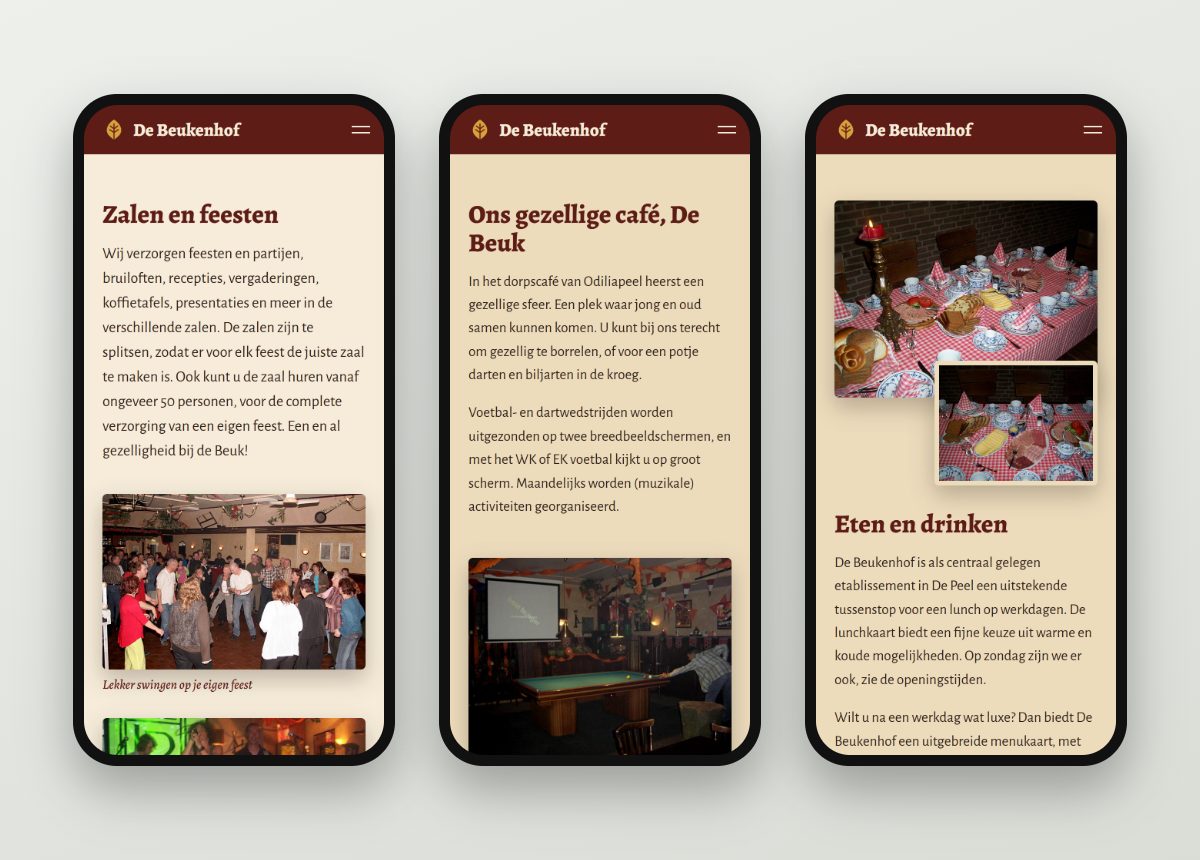 De Beukenhof
Zalen en feesten
Wij verzorgen feesten en partijen,
bruiloften, recepties, vergaderingen,
koffietafels, presentaties en meer in de
verschillende zalen. De zalen zijn te
splitsen, zodat er voor elk feest de juiste zaal
te maken is. Ook kunt u de zaal huren vanaf
ongeveer 50 personen, voor de complete
verzorging van een eigen feest. Een en al
gezelligheid bij de Beuk!
Lekker swingen op je eigen feest
De Beukenhof
Ons gezellige café, De
Beuk
In het dorpscafé van Odiliapeel heerst een
gezellige sfeer. Een plek waar jong en oud
samen kunnen komen. U kunt bij ons terecht
om gezellig te borrelen, of voor een potje
darten en biljarten in de kroeg.
Voetbal- en dartwedstrijden worden
uitgezonden op twee breedbeeldschermen, en
met het WK of EK voetbal kijkt u op groot
scherm. Maandelijks worden (muzikale)
activiteiten georganiseerd.
De Beukenhof
Eten en drinken
De Beukenhof is als centraal gelegen
etablissement in De Peel een uitstekende
tussenstop voor een lunch op werkdagen. De
lunchkaart biedt een fijne keuze uit warme en
koude mogelijkheden. Op zondag zijn we er
ook, zie de openingstijden.
Wilt u na een werkdag wat luxe? Dan biedt De
Beukenhof een uitgebreide menukaart, met